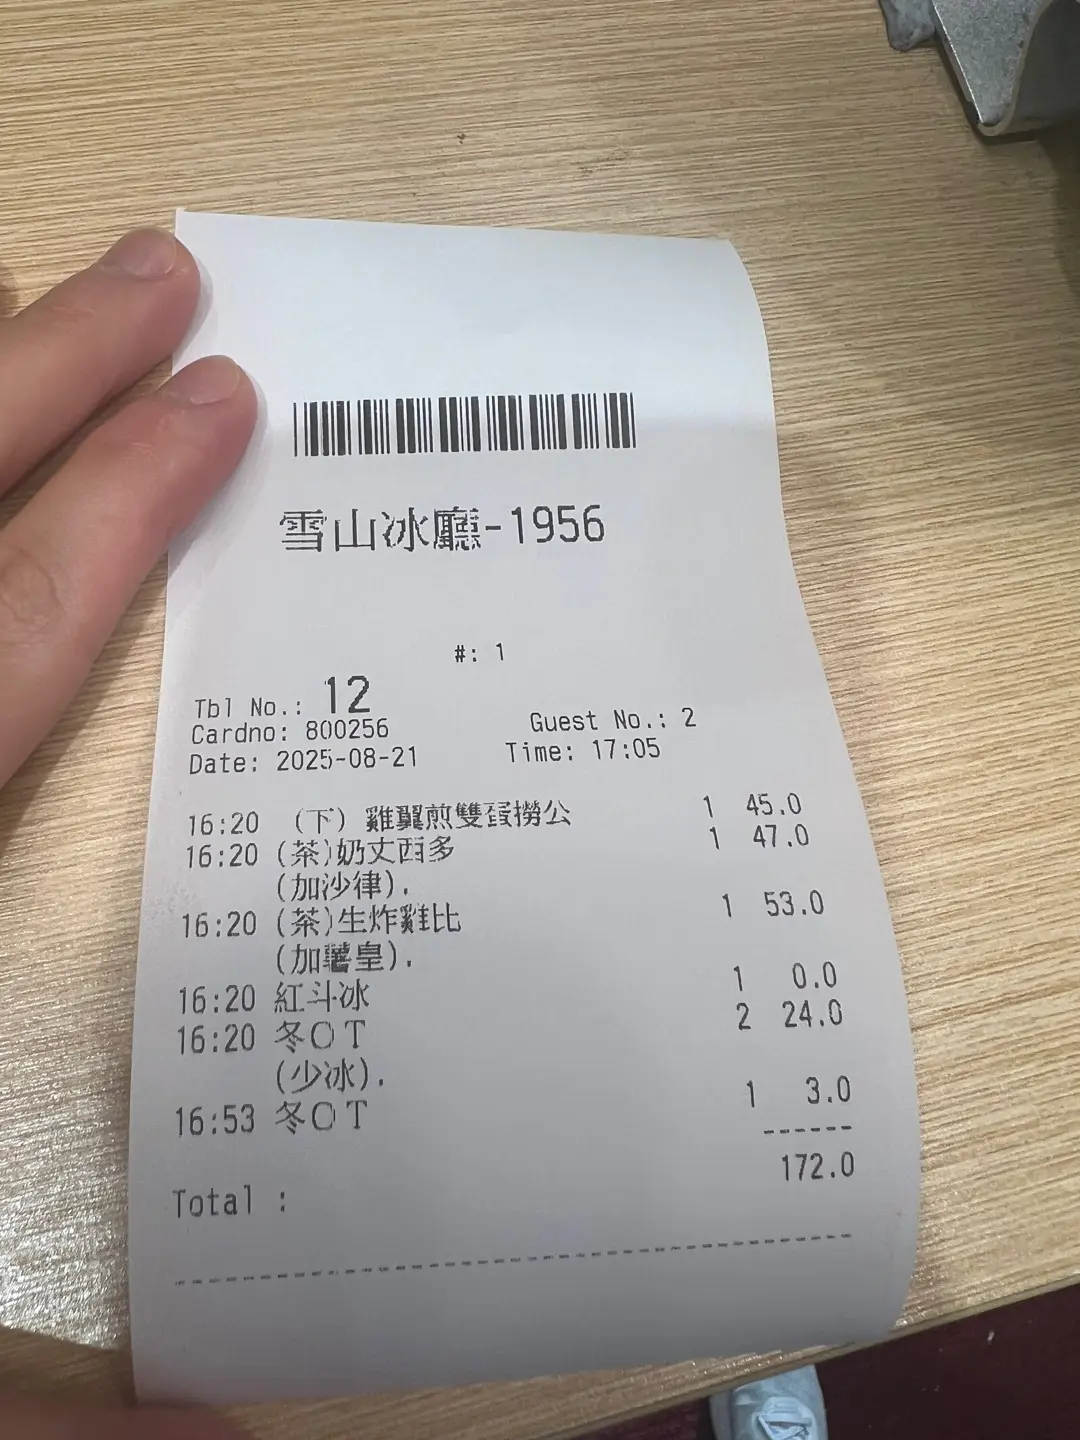 雪山冰廳-1956
#: 1
Tbl No.: 12
Cardno: 800256 Guest No.: 2
Date: 2025-08-21 Time: 17:05
16:20 (下) 雞翼煎雙蛋撈公 1 45.0
16:20 (茶)奶丈西多 1 47.0
(加沙律).
16:20 (茶)生炸雞比 1 53.0
(加薯皇).
16:20 紅斗冰 1 0.0
16:20 冬OT 2 24.0
(少冰).
16:53 冬OT 1 3.0
------
172.0
Total :